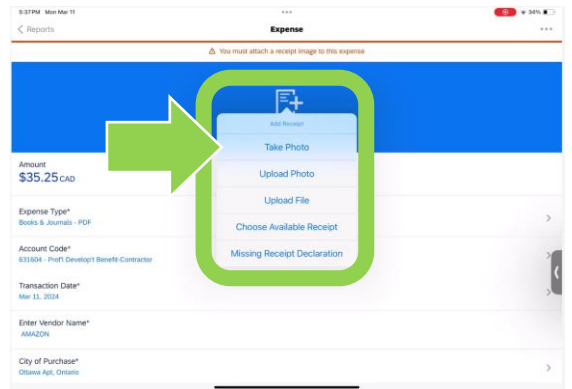 5:37PM Mon Mar 11
34%
Reports
Expense
You must attach a receipt image to this expense
Add Receipt
Take Photo
Upload Photo
Upload File
Choose Available Receipt
Missing Receipt Declaration
Amount
$35.25 CAD
Expense Type*
Books & Journals - PDF
Account Code*
631604 - Prof'l Develop't Benefit-Contractor
Transaction Date*
Mar 11, 2024
Enter Vendor Name*
AMAZON
City of Purchase*
Ottawa Apt, Ontario